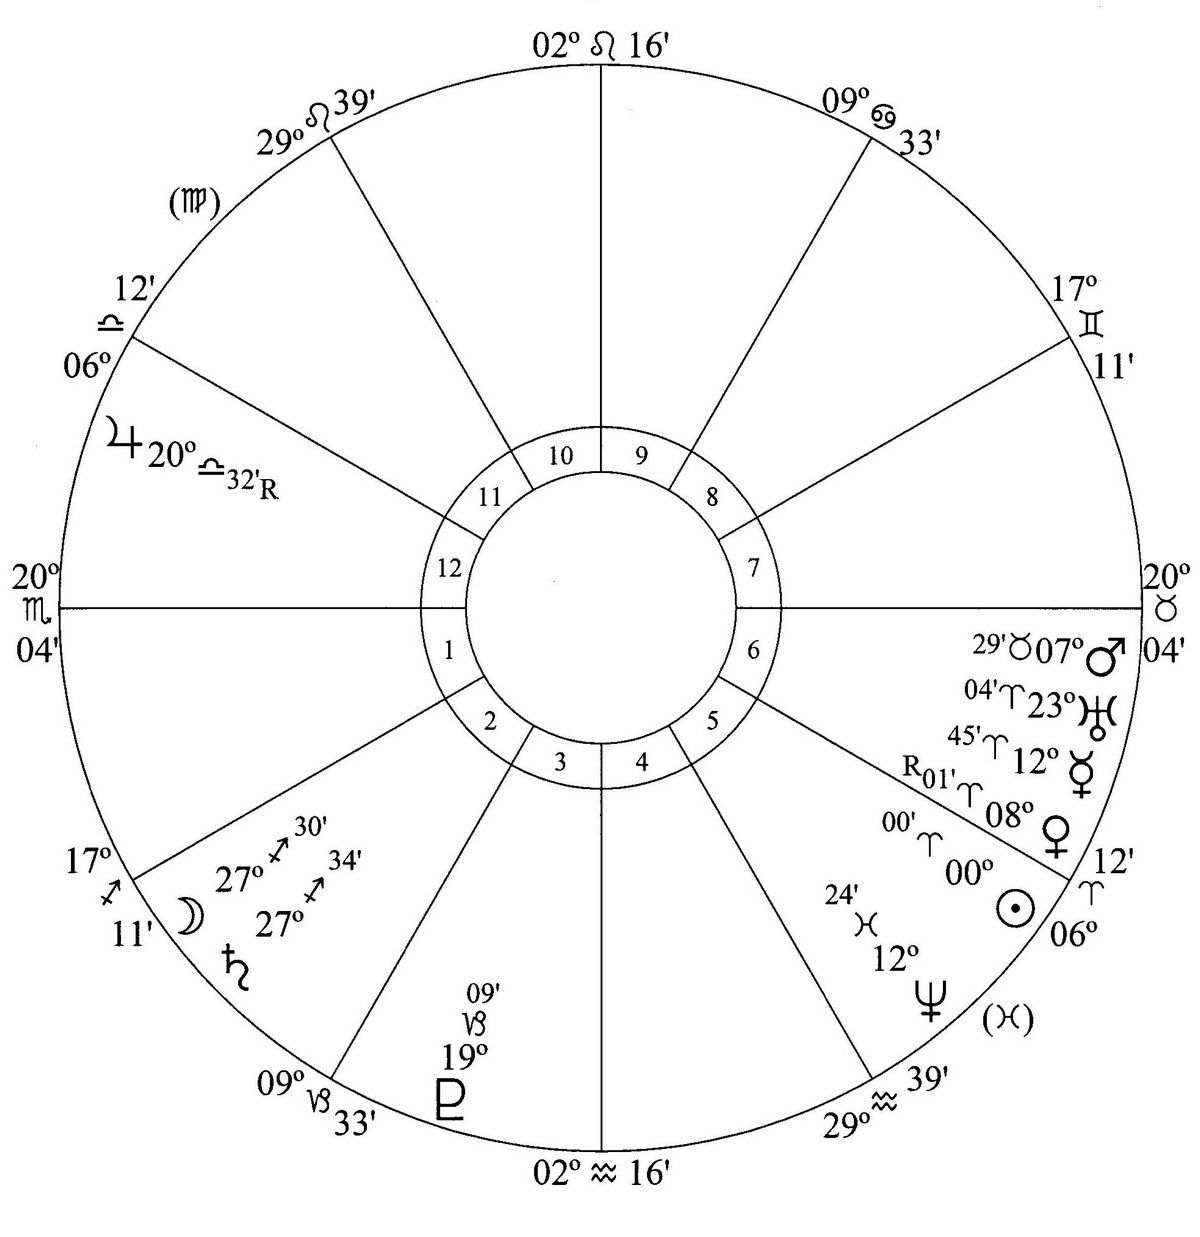 02º ♌ 16'
29º ♌ 39'
09º ♋ 33'
(♍)
12' ♎ 06º
17º ♊ 11'
♃ 20º ♎ 32' R
20º ♏ 04'
20º ♉ 04'
10 9
11 8
12 7
1 6
2 5
3 4
29' ♉ 07º ♂
04' ♈ 23º ♅
45' ♈ 12º ☿
R 01' ♈ 08º ♀
00' ♈ 00º ☉
24' ♓ 12º ♆
17º ♐ 11'
12' ♈ 06º
☽ 27º ♐ 30'
♄ 27º ♐ 34'
09' ♑ 19º ♇
(♓)
09º ♑ 33'
29º ♒ 39'
02º ♒ 16'